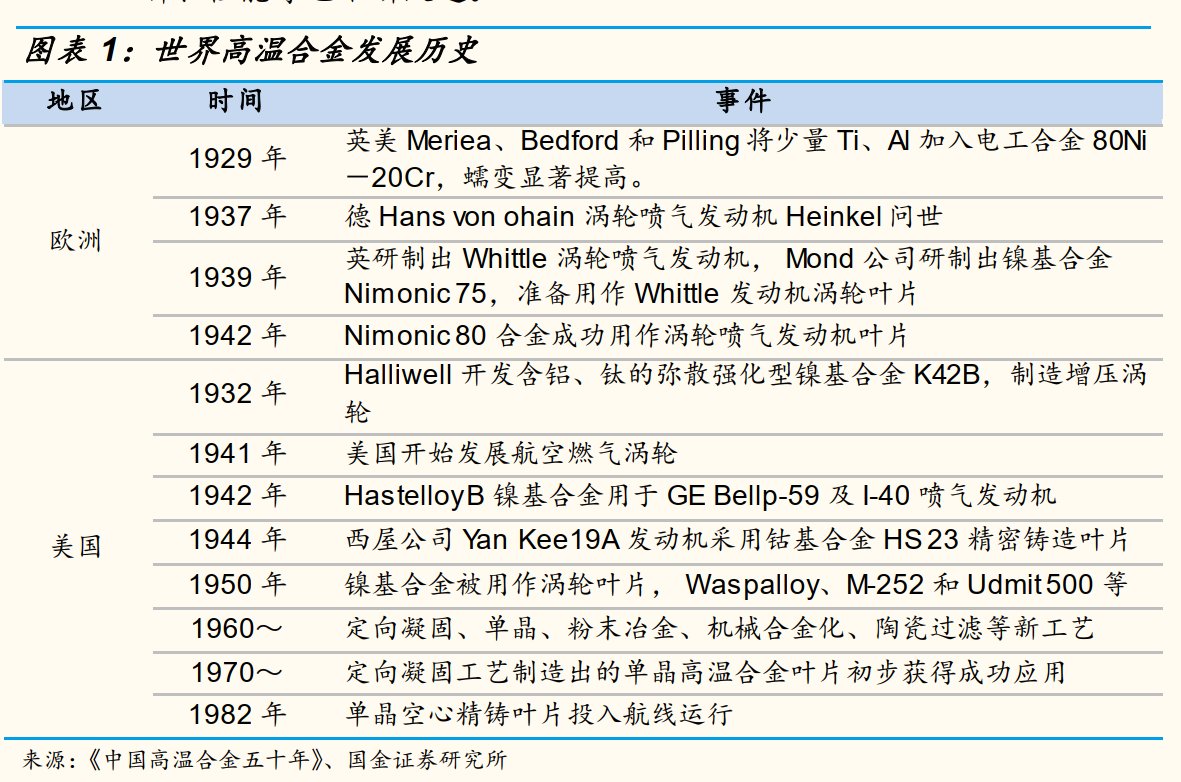 图表 1：世界高温合金发展历史
地区 时间 事件
欧洲
1929 年 英美 Meriea、Bedford 和 Pilling 将少量 Ti、Al 加入电工合金 80Ni
－20Cr，蠕变显著提高。
1937 年 德 Hans von ohain 涡轮喷气发动机 Heinkel 问世
1939 年 英研制出 Whittle 涡轮喷气发动机， Mond 公司研制出镍基合金
Nimonic 75，准备用作 Whittle 发动机涡轮叶片
1942 年 Nimonic 80 合金成功用作涡轮喷气发动机叶片
美国
1932 年 Halliwell 开发含铝、钛的弥散强化型镍基合金 K42B，制造增压涡
轮
1941 年 美国开始发展航空燃气涡轮
1942 年 HastelloyB 镍基合金用于 GE Bellp-59 及 I-40 喷气发动机
1944 年 西屋公司 Yan Kee19A 发动机采用钴基合金 HS 23 精密铸造叶片
1950 年 镍基合金被用作涡轮叶片， Waspalloy、M-252 和 Udmit 500 等
1960～ 定向凝固、单晶、粉末冶金、机械合金化、陶瓷过滤等新工艺
1970～ 定向凝固工艺制造出的单晶高温合金叶片初步获得成功应用
1982 年 单晶空心精铸叶片投入航线运行
来源：《中国高温合金五十年》、国金证券研究所